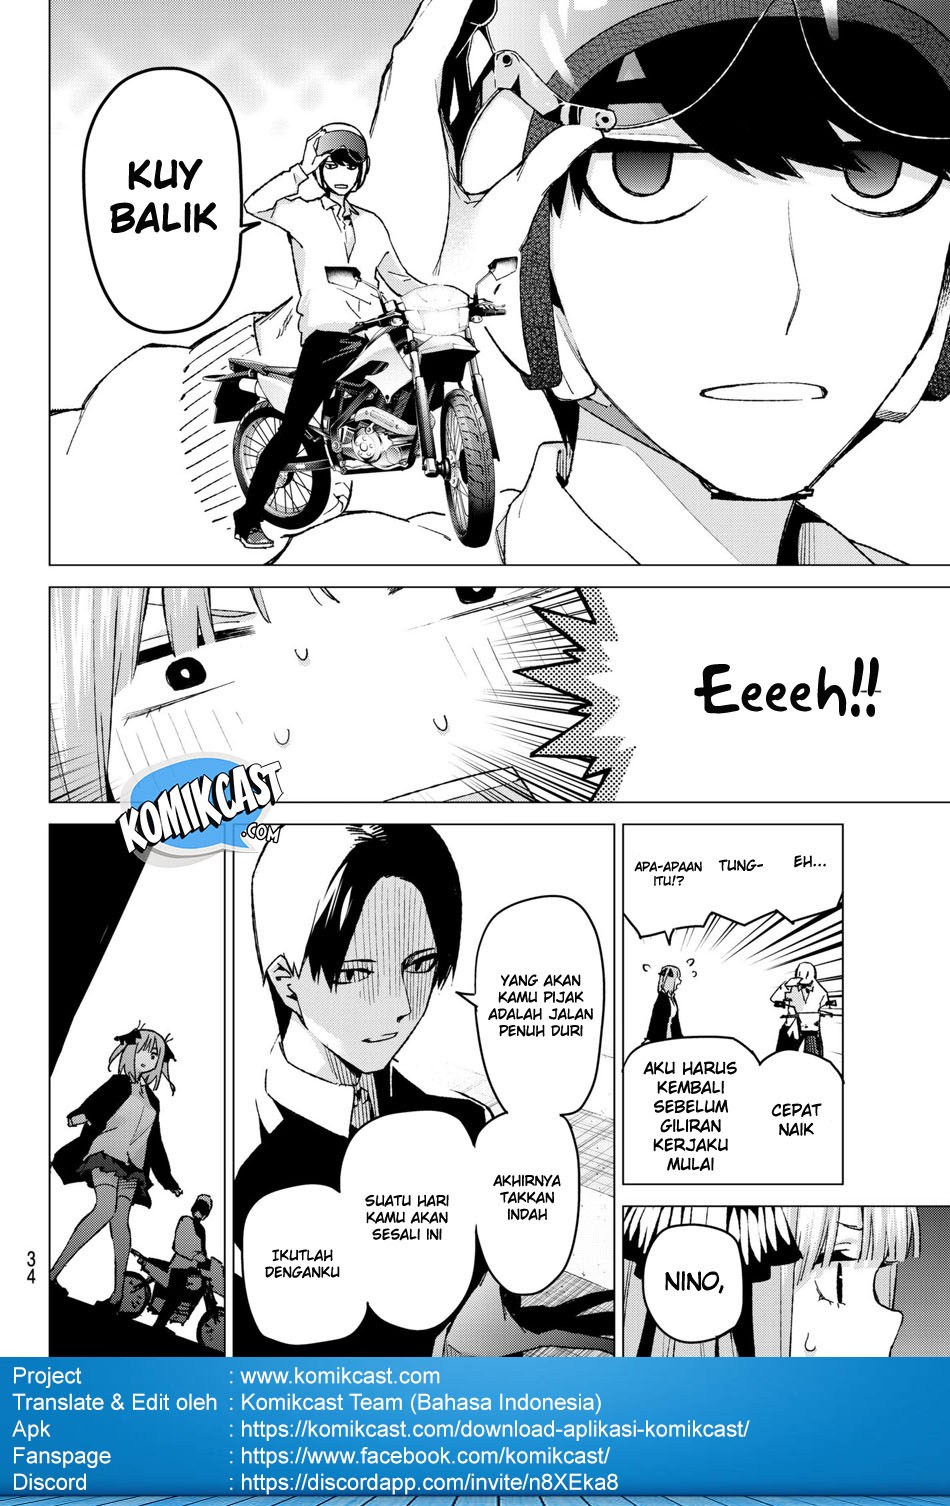 KUY
BALIK
Eeeeh!!
EH...
TUNG-
APA-APAAN
ITU!?
CEPAT
NAIK
AKU HARUS
KEMBALI
SEBELUM
GILIRAN
KERJAKU
MULAI
NINO,
YANG AKAN
KAMU PIJAK
ADALAH JALAN
PENUH DURI
AKHIRNYA
TAKKAN
INDAH
SUATU HARI
KAMU AKAN
SESALI INI
IKUTLAH
DENGANKU
KOMIKCAST
.COM
34
Project : www.komikcast.com
Translate & Edit oleh : Komikcast Team (Bahasa Indonesia)
Apk : https://komikcast.com/download-aplikasi-komikcast/
Fanspage : https://www.facebook.com/komikcast/
Discord : https://discordapp.com/invite/n8XEka8